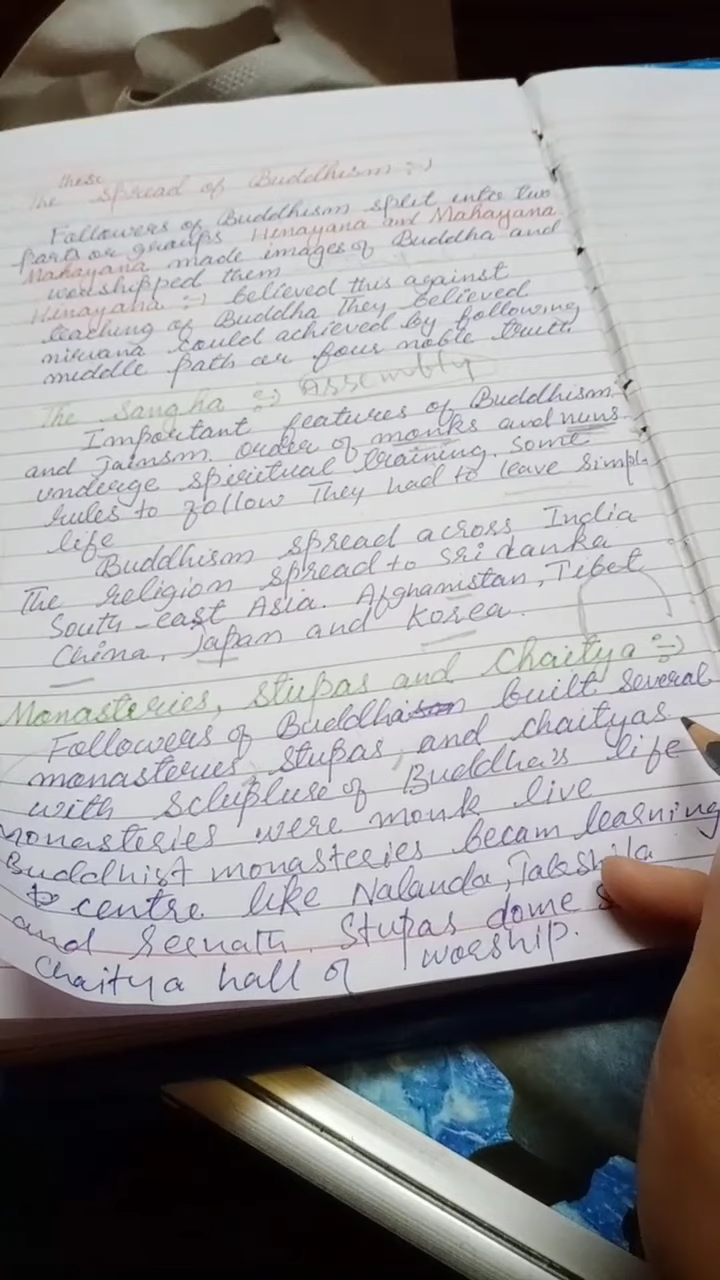 these
The spread of Buddhism :-)
Followers of Buddhism split into two
parts or groups Hinayana and Mahayana
Mahayana made images of Buddha and
worshipped them
Hinayana :-) believed this against
teaching of Buddha They believed
nirvana could achieved by following
middle path or four noble truth
The Sangha :-) Assembly
Important features of Buddhism
and Jainsm. order of monks and nuns
undergo spiritual training. Some
rules to follow They had to leave simple
life
Buddhism spread across India
The religion spread to Sri Lanka
South-east Asia. Afghanistan, Tibet
China, Japan and Korea.
Monasteries, Stupas and Chaitya :-)
Followers of Buddha built several
monasteries, stupas, and chaityas
with sclupluse of Buddha's life
Monasteries were monk live
Buddhist monasteries becam learning
centre like Nalanda, Takshila
and Seenath. Stupas dome
Chaitya hall of worship.